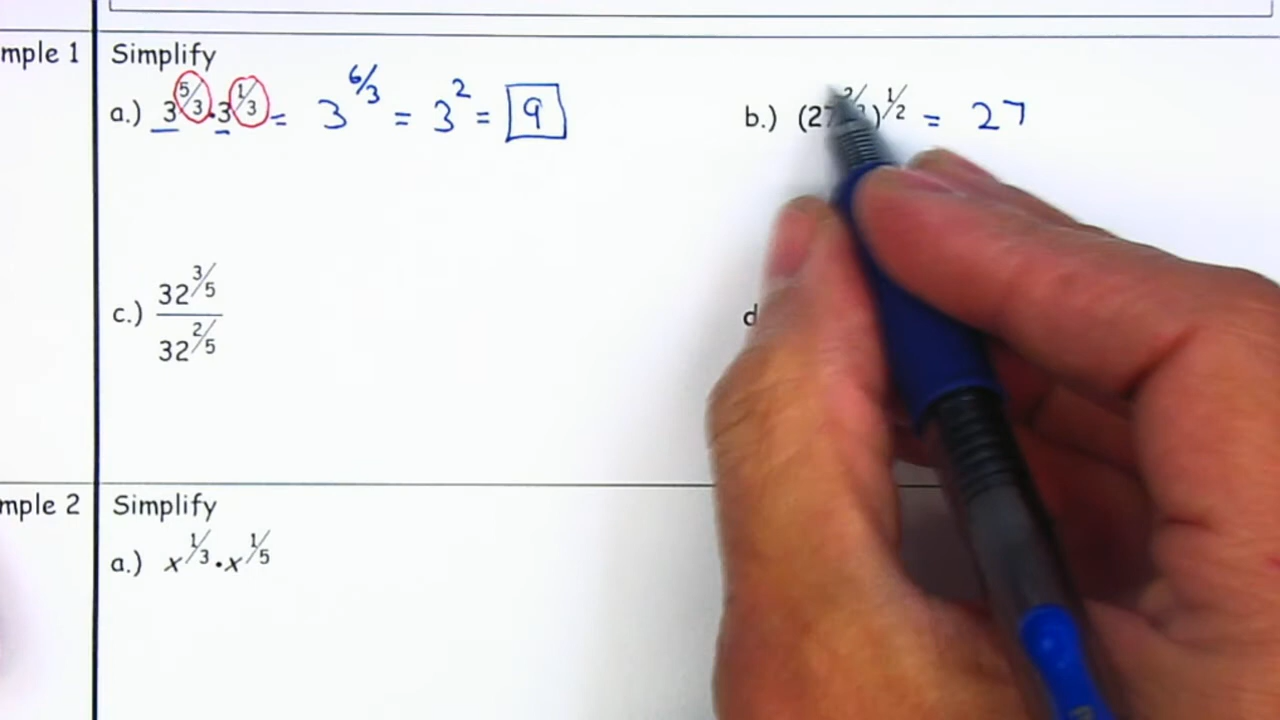 mple 1
Simplify
a.) 3^5/3 · 3^1/3 = 3^6/3 = 3^2 = 9
b.) (27 )^1/2 = 27
c.) 32^3/5
32^2/5
d
mple 2
Simplify
a.) x^1/3 · x^1/5